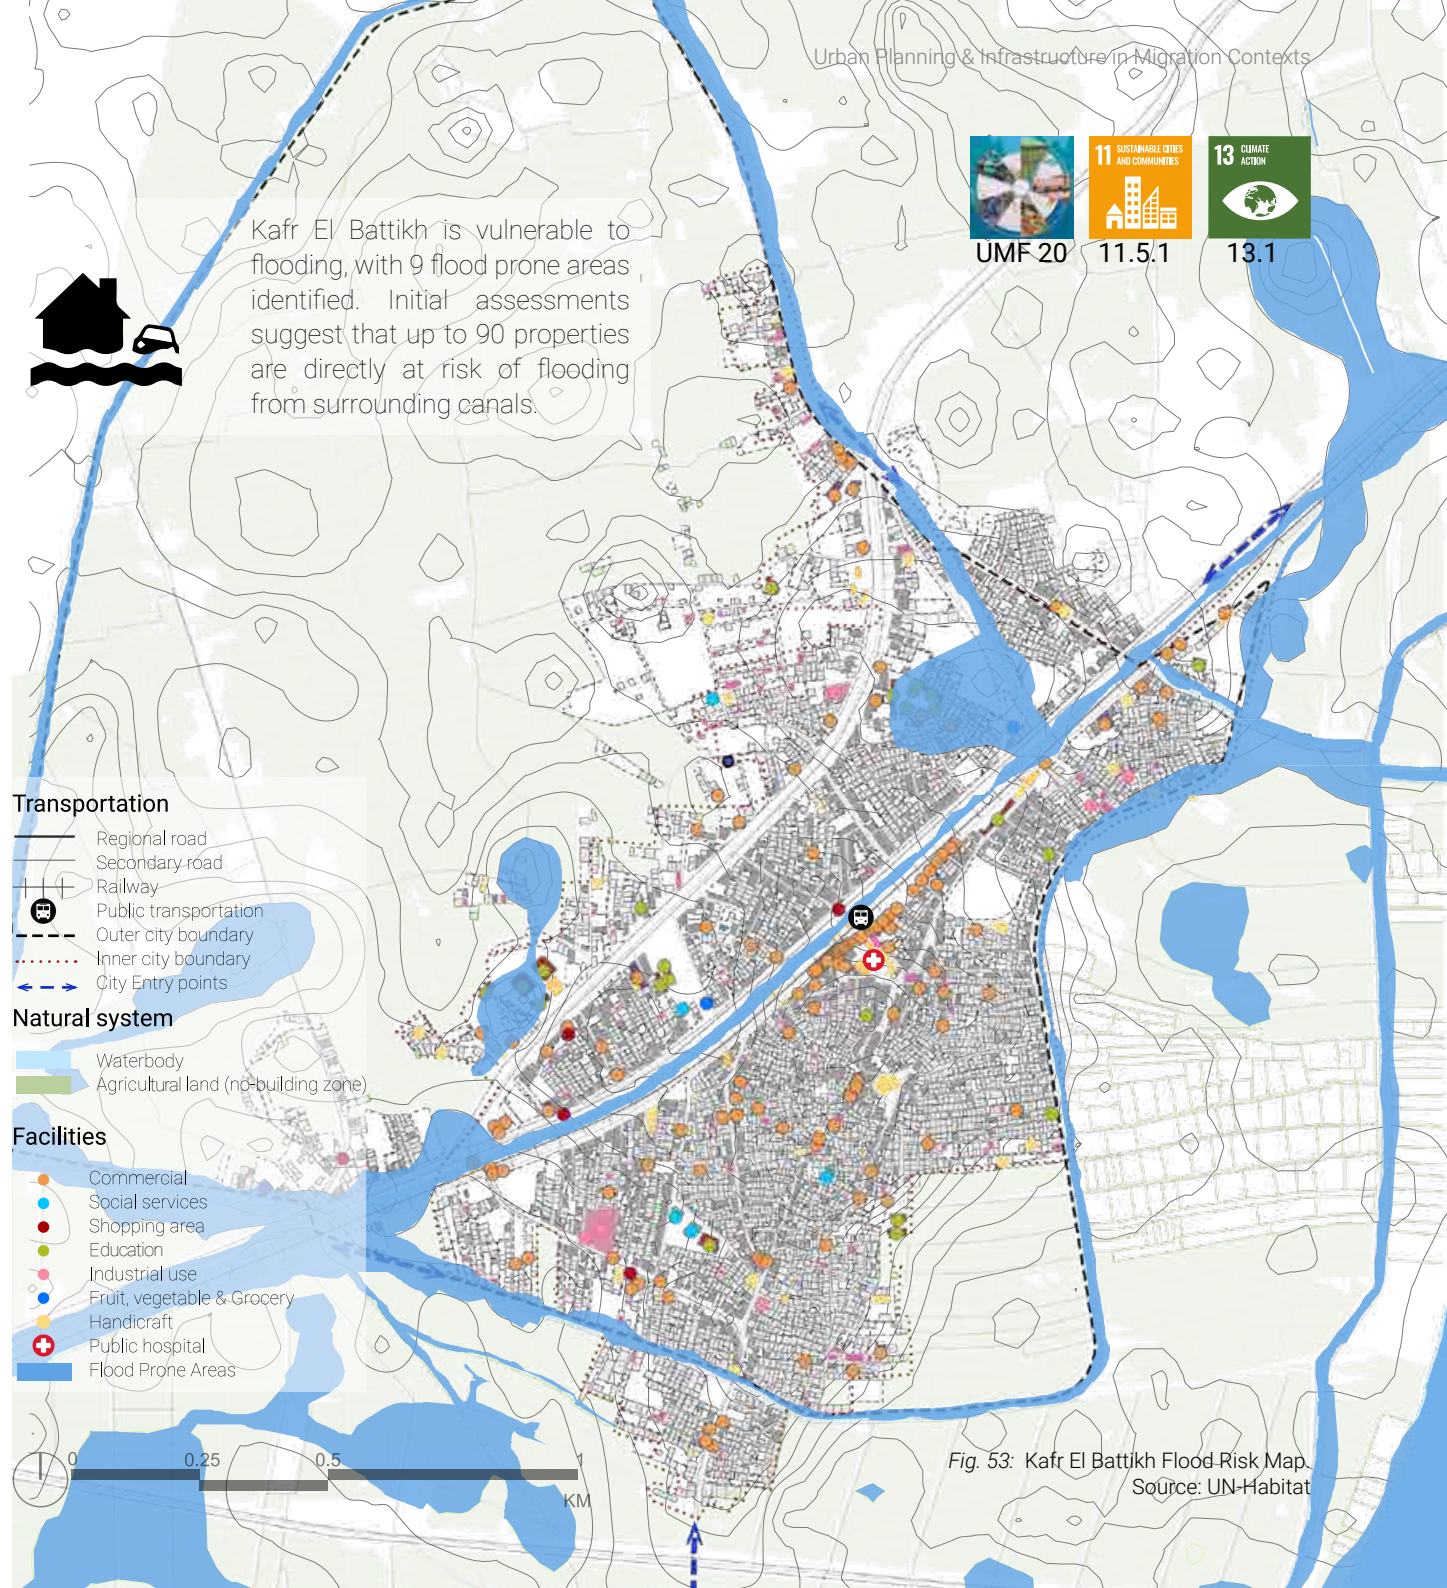 Urban Planning & Infrastructure in Migration Contexts
11 SUSTAINABLE CITIES
AND COMMUNITIES
13 CLIMATE
ACTION
UMF 20
11.5.1
13.1
Kafr El Battikh is vulnerable to
flooding, with 9 flood prone areas
identified. Initial assessments
suggest that up to 90 properties
are directly at risk of flooding
from surrounding canals.
Transportation
Regional road
Secondary road
Railway
Public transportation
Outer city boundary
Inner city boundary
City Entry points
Natural system
Waterbody
Agricultural land (no-building zone)
Facilities
Commercial
Social services
Shopping area
Education
Industrial use
Fruit, vegetable & Grocery
Handicraft
Public hospital
Flood Prone Areas
0 0.25 0.5 1
KM
Fig. 53: Kafr El Battikh Flood Risk Map.
Source: UN-Habitat